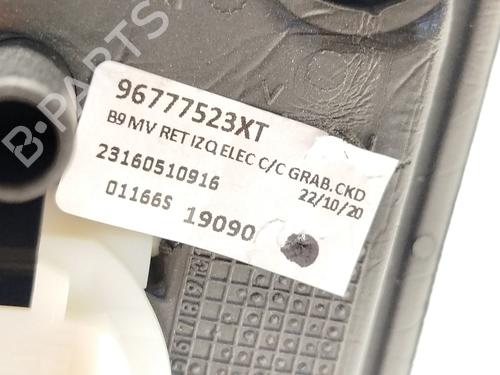 B-PARTS
96777523XT
B9 MV RET IZQ ELEC C/C GRAB.CKD
23160510916
22/10/20
01166S 19090